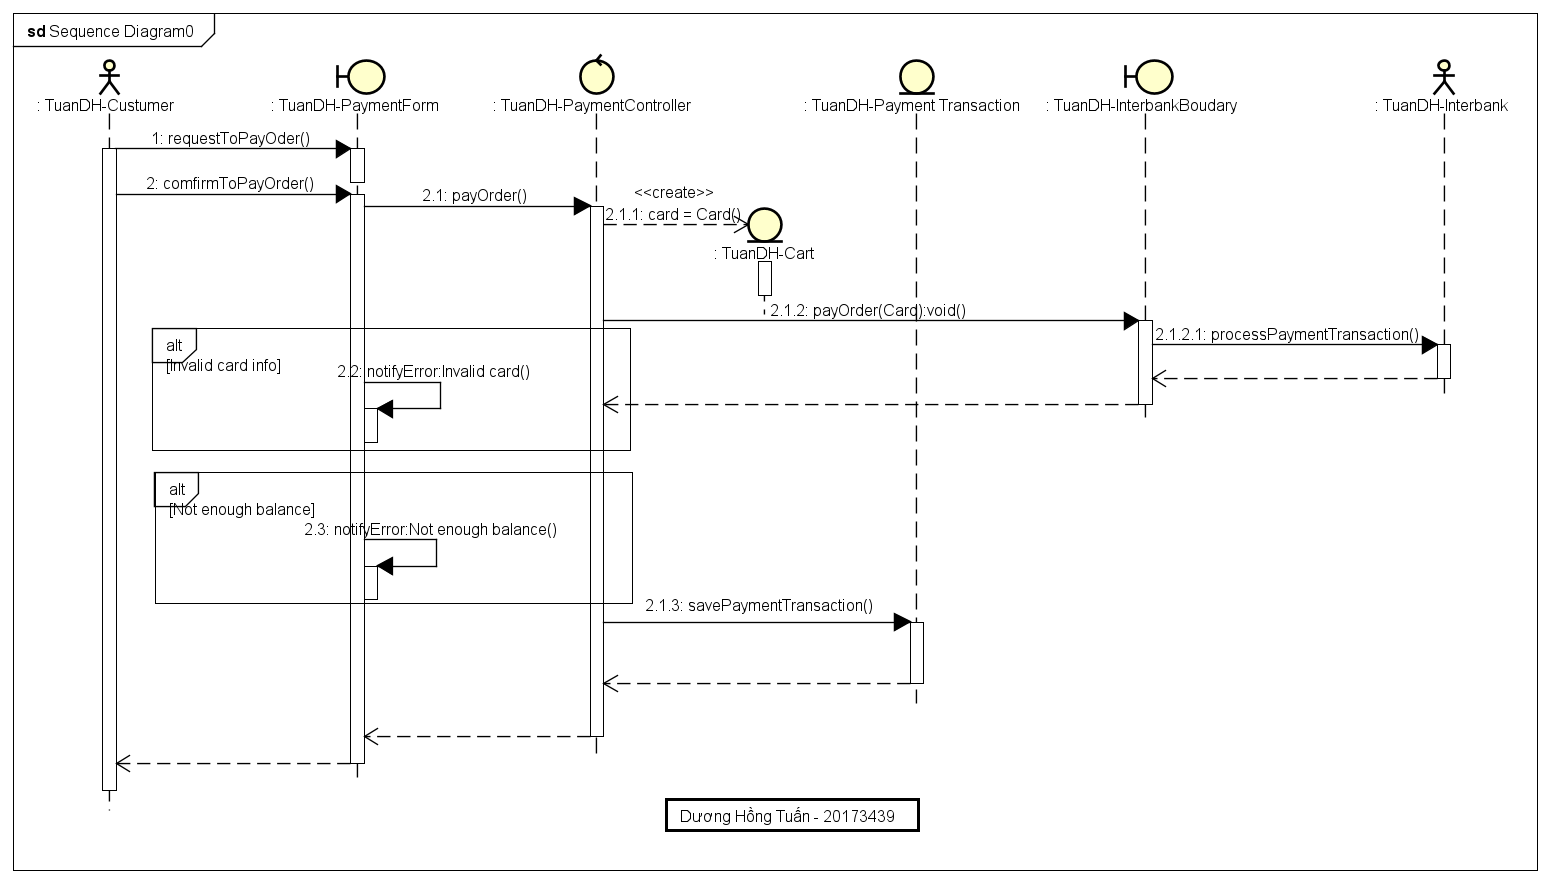 sd Sequence Diagram0
: TuanDH-Custumer
: TuanDH-PaymentForm
: TuanDH-PaymentController
: TuanDH-Payment Transaction
: TuanDH-InterbankBoudary
: TuanDH-Interbank
1: requestToPayOder()
2: comfirmToPayOrder()
2.1: payOrder()
<<create>>
2.1.1: card = Card()
: TuanDH-Cart
2.1.2: payOrder(Card):void()
2.1.2.1: processPaymentTransaction()
alt
[Invalid card info]
2.2: notifyError:Invalid card()
alt
[Not enough balance]
2.3: notifyError:Not enough balance()
2.1.3: savePaymentTransaction()
Dương Hồng Tuấn - 20173439